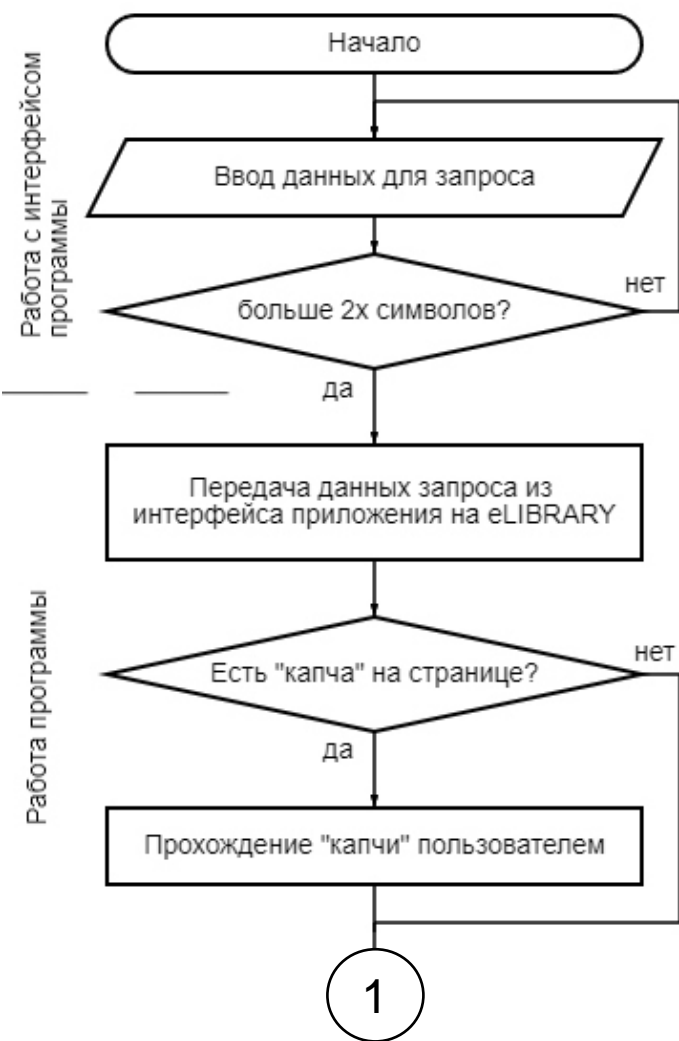 Начало
Работа с интерфейсом
программы
Ввод данных для запроса
больше 2х символов?
нет
да
Передача данных запроса из
интерфейса приложения на eLIBRARY
Работа программы
Есть "капча" на странице?
нет
да
Прохождение "капчи" пользователем
1